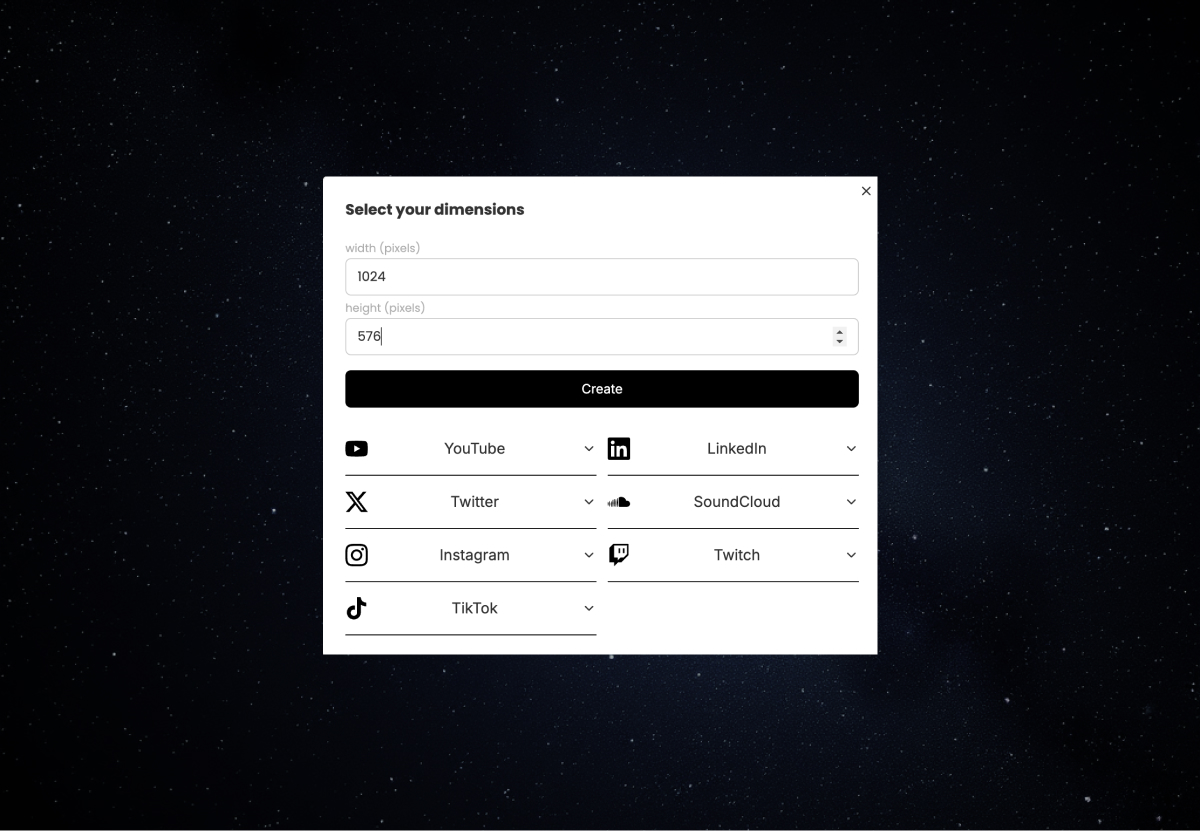 Select your dimensions
width (pixels)
1024
height (pixels)
576
Create
YouTube
LinkedIn
Twitter
SoundCloud
Instagram
Twitch
TikTok